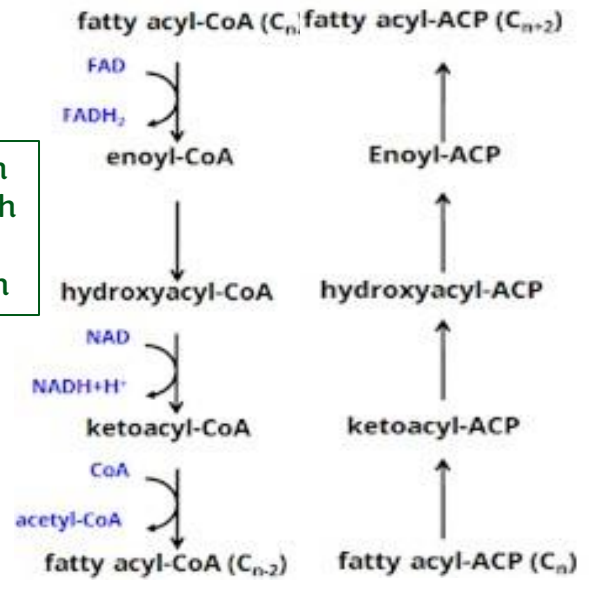 fatty acyl-CoA (Cn) fatty acyl-ACP (Cn+2)
FAD
FADH2
enoyl-CoA
Enoyl-ACP
n
h
n
hydroxyacyl-CoA
hydroxyacyl-ACP
NAD
NADH+H+
ketoacyl-CoA
ketoacyl-ACP
CoA
acetyl-CoA
fatty acyl-CoA (Cn-2)
fatty acyl-ACP (Cn)